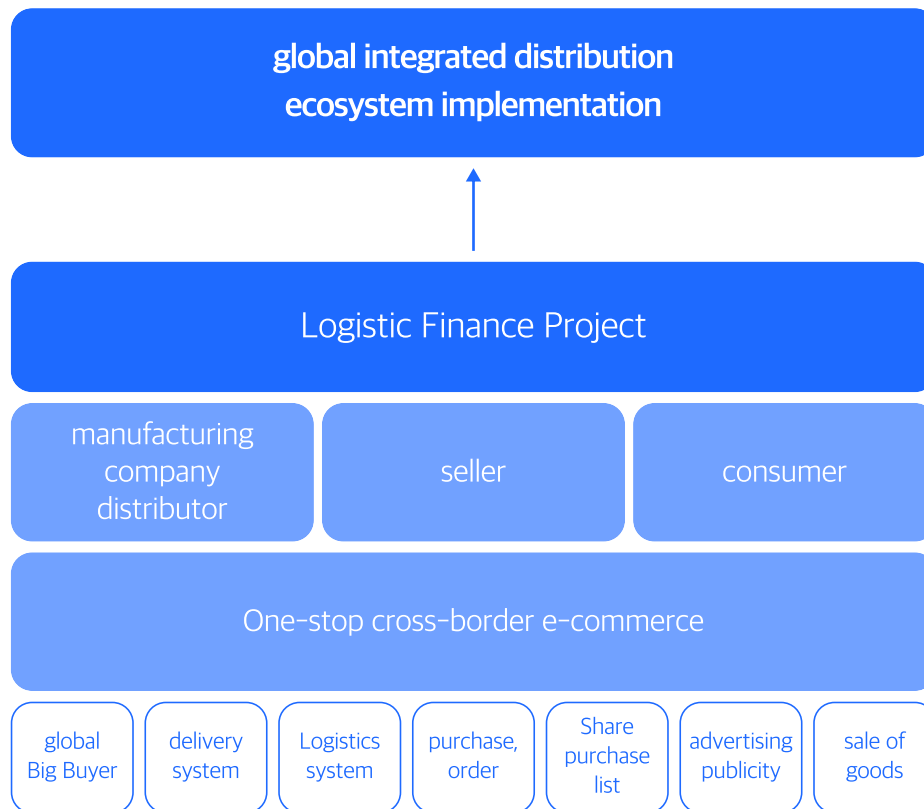 global integrated distribution
ecosystem implementation
Logistic Finance Project
manufacturing
company
distributor
seller
consumer
One-stop cross-border e-commerce
global
Big Buyer
delivery
system
Logistics
system
purchase,
order
Share
purchase
list
advertising
publicity
sale of
goods